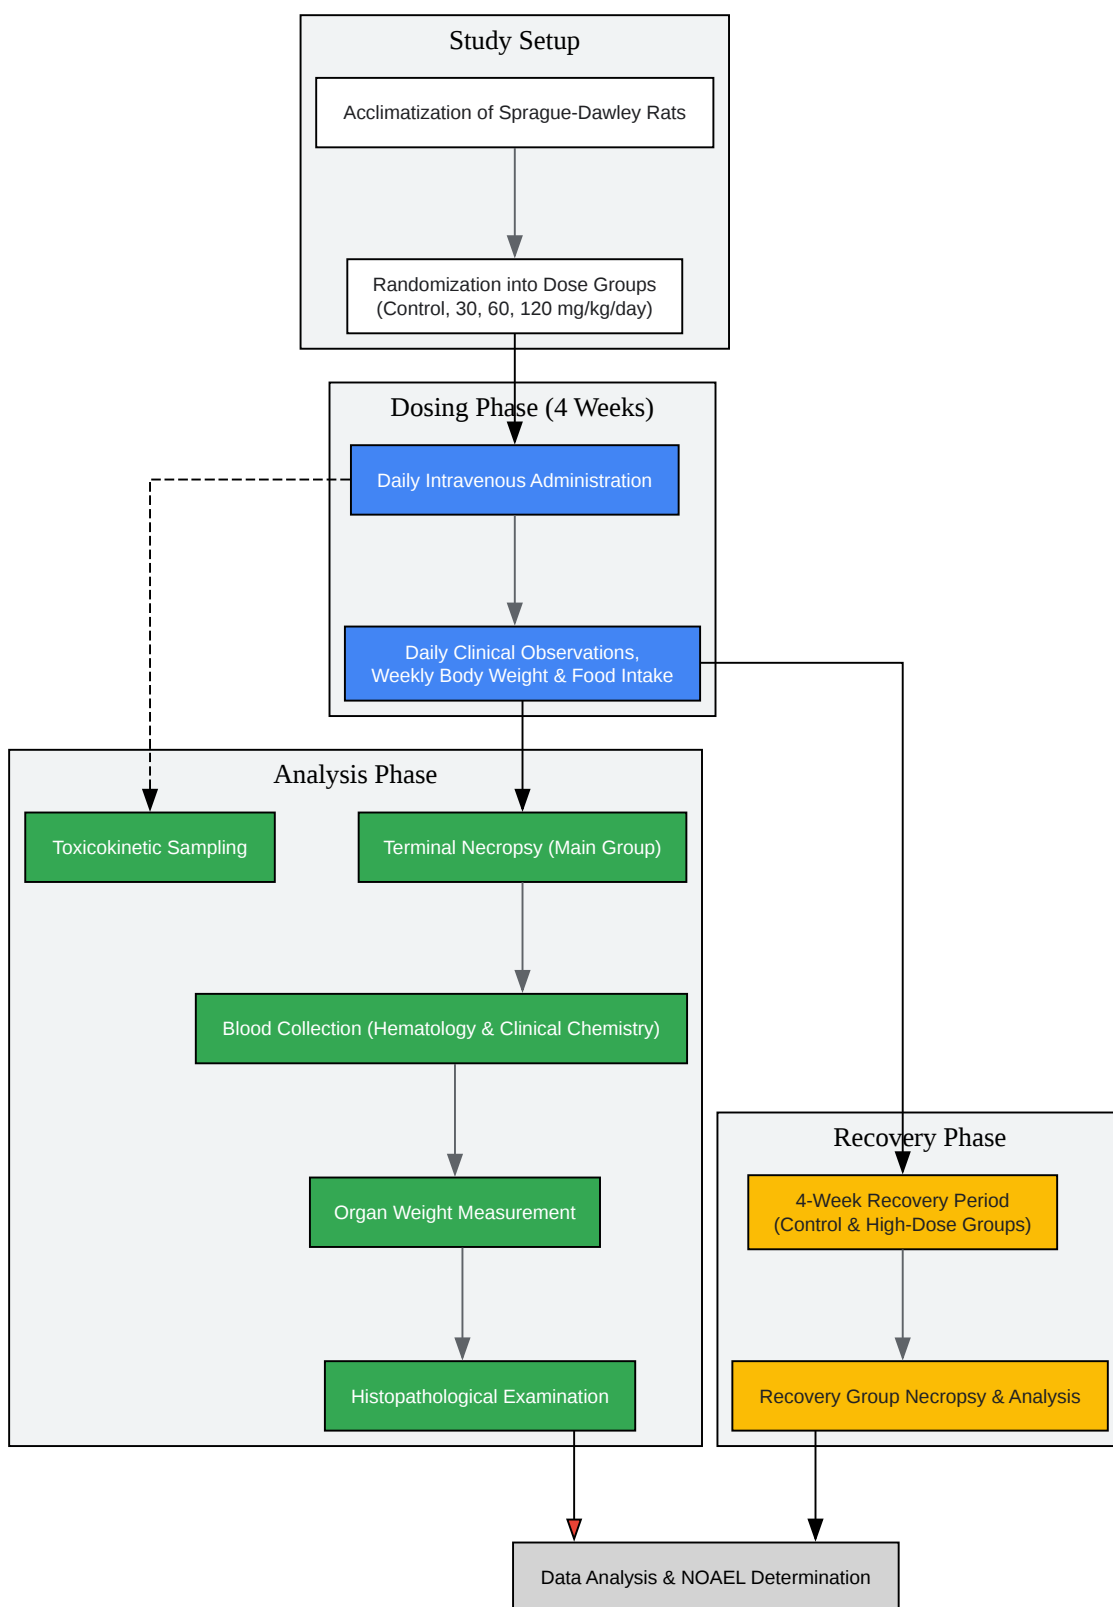 Study Setup
Acclimatization of Sprague-Dawley Rats
Randomization into Dose Groups
(Control, 30, 60, 120 mg/kg/day)
Dosing Phase (4 Weeks)
Daily Intravenous Administration
Daily Clinical Observations,
Weekly Body Weight & Food Intake
Analysis Phase
Toxicokinetic Sampling
Terminal Necropsy (Main Group)
Blood Collection (Hematology & Clinical Chemistry)
Organ Weight Measurement
Histopathological Examination
Recovery Phase
4-Week Recovery Period
(Control & High-Dose Groups)
Recovery Group Necropsy & Analysis
Data Analysis & NOAEL Determination